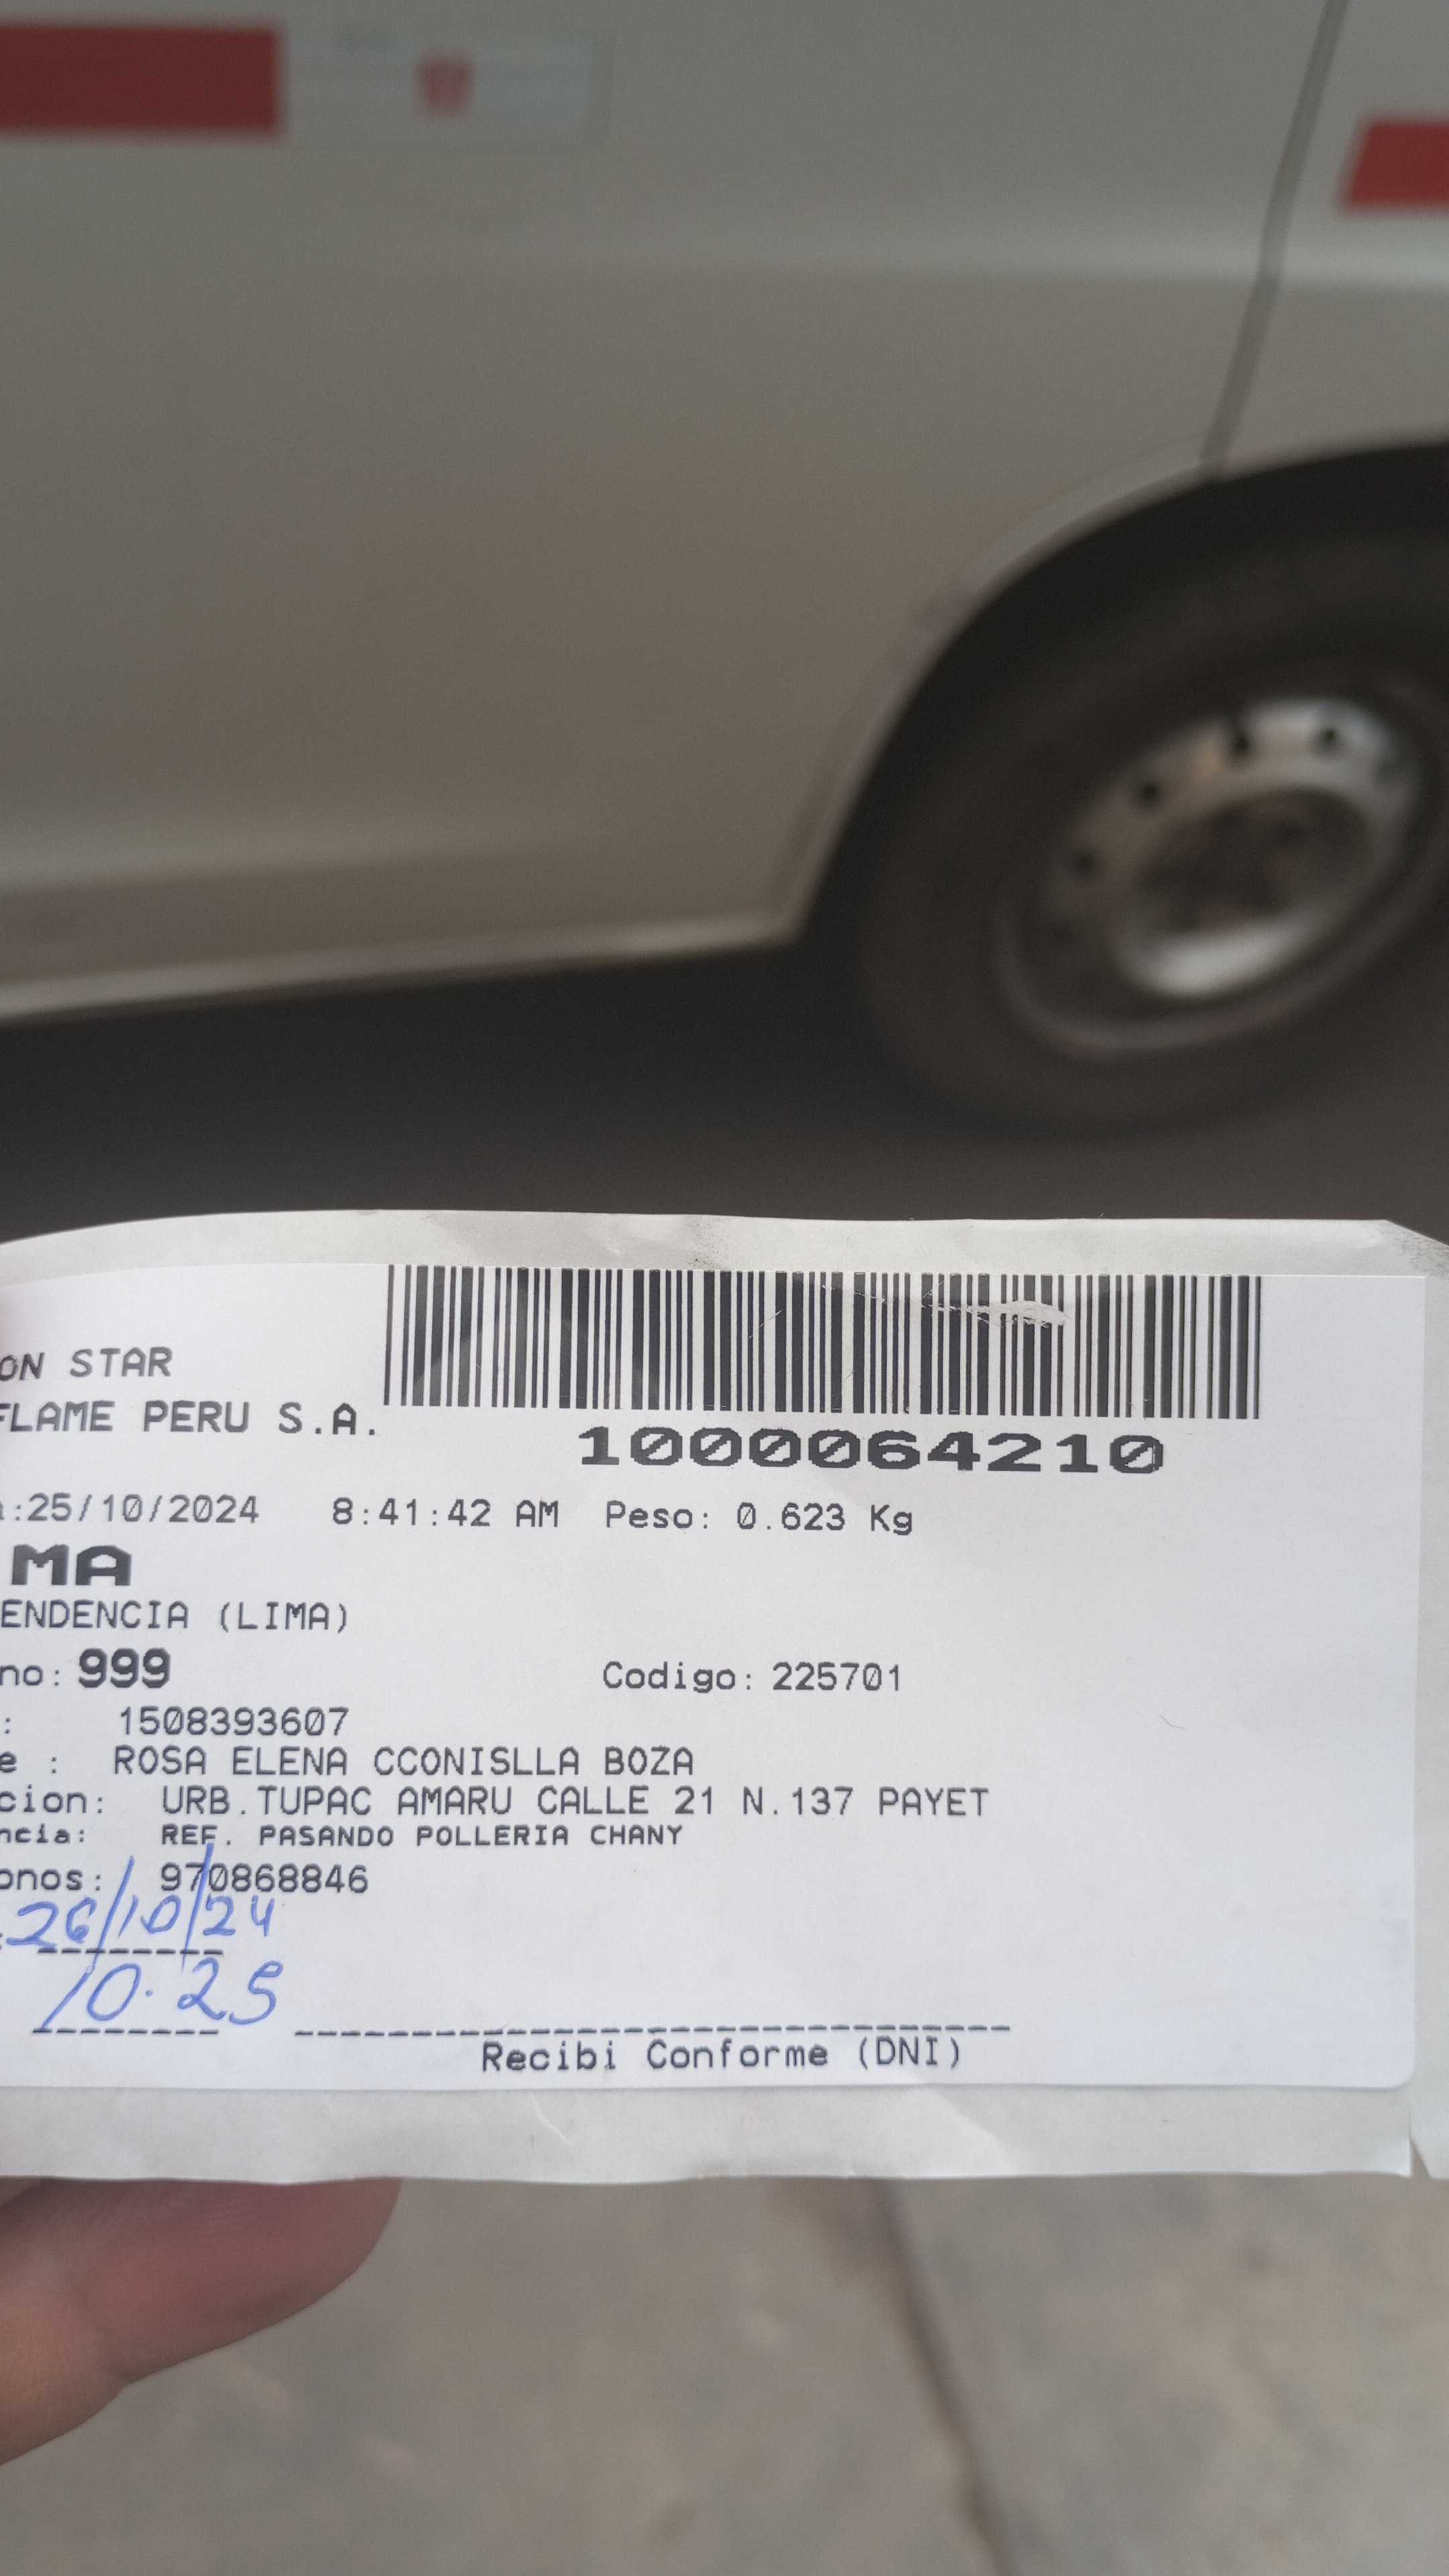 ON STAR
FLAME PERU S.A.
1000064210
a:25/10/2024 8:41:42 AM Peso: 0.623 Kg
MA
ENDENCIA (LIMA)
no: 999 Codigo: 225701
: 1508393607
e : ROSA ELENA CCONISLLA BOZA
cion: URB.TUPAC AMARU CALLE 21 N.137 PAYET
ncia: REF. PASANDO POLLERIA CHANY
onos: 970868846
: 26/10/24
10.25
Recibi Conforme (DNI)